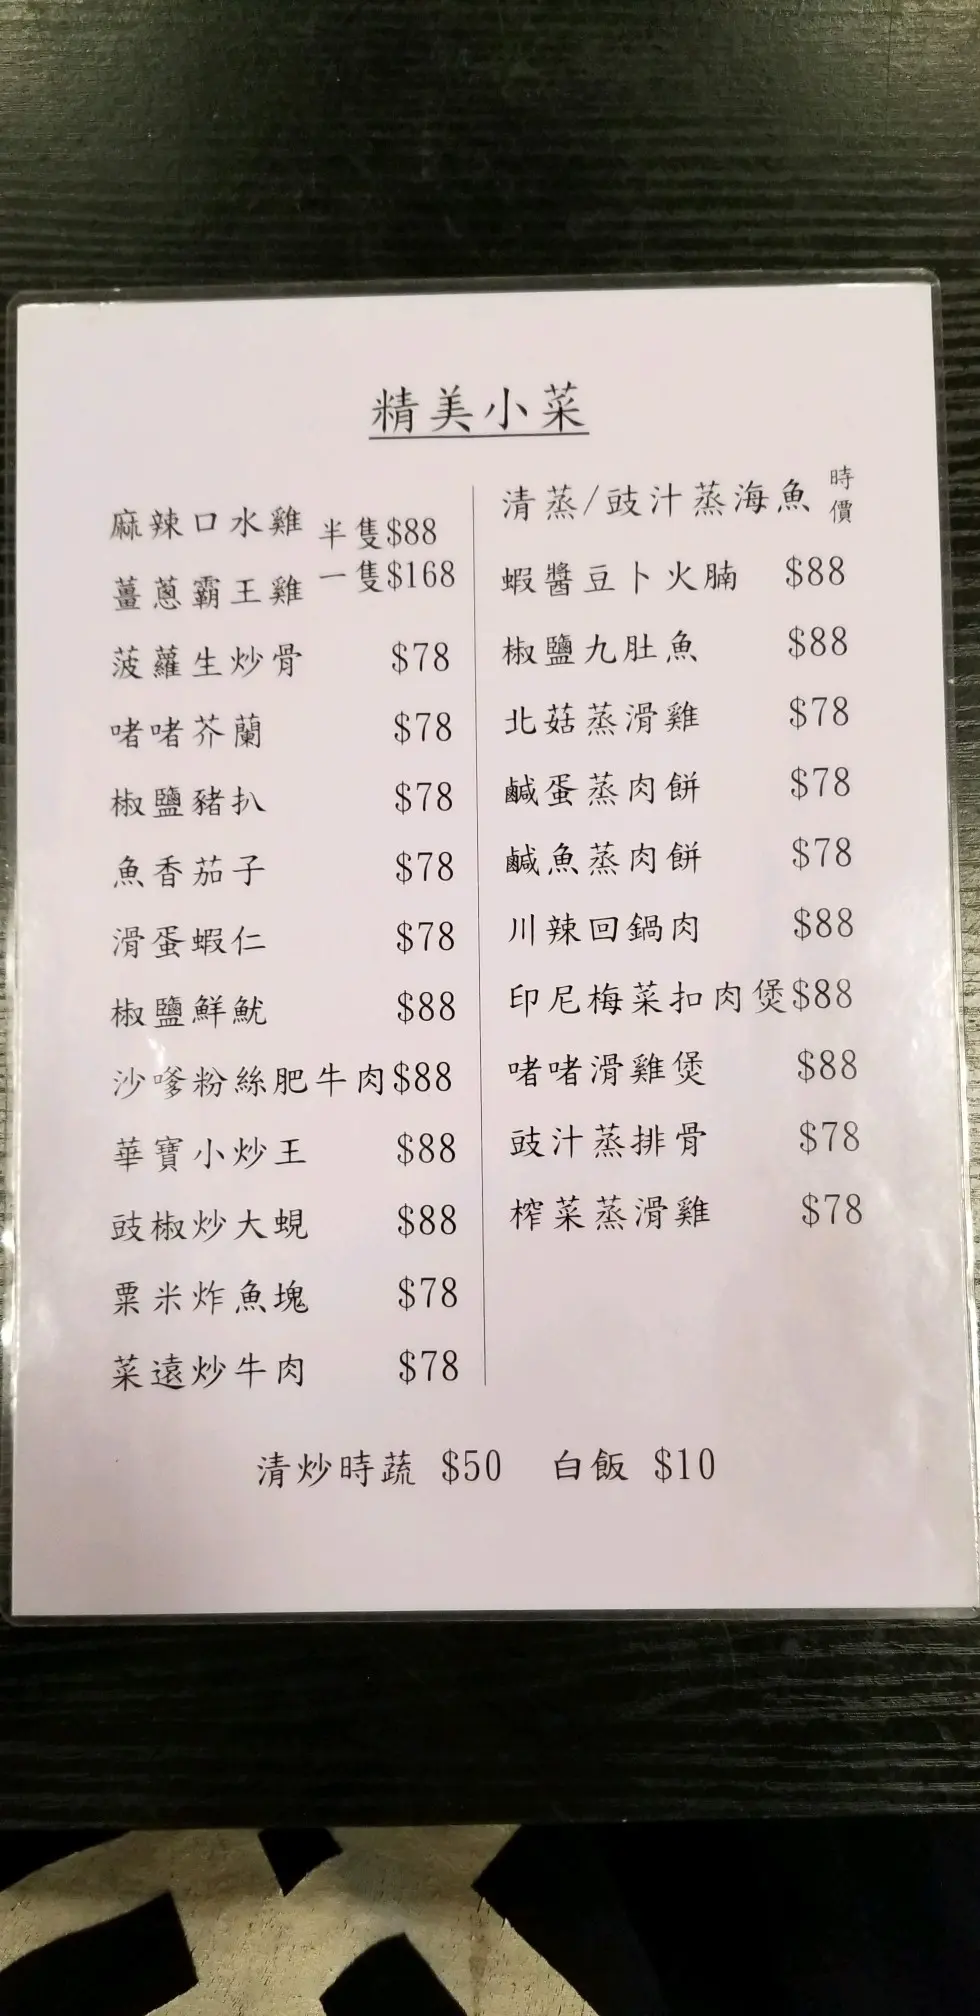 精美小菜
麻辣口水雞 半隻$88
薑蔥霸王雞 一隻$168
菠蘿生炒骨 $78
啫啫芥蘭 $78
椒鹽豬扒 $78
魚香茄子 $78
滑蛋蝦仁 $78
椒鹽鮮魷 $88
沙嗲粉絲肥牛肉$88
華寶小炒王 $88
豉椒炒大蜆 $88
粟米炸魚塊 $78
菜遠炒牛肉 $78
清蒸/豉汁蒸海魚 時價
蝦醬豆卜火腩 $88
椒鹽九肚魚 $88
北菇蒸滑雞 $78
鹹蛋蒸肉餅 $78
鹹魚蒸肉餅 $78
川辣回鍋肉 $88
印尼梅菜扣肉煲$88
啫啫滑雞煲 $88
豉汁蒸排骨 $78
榨菜蒸滑雞 $78
清炒時蔬 $50 白飯 $10